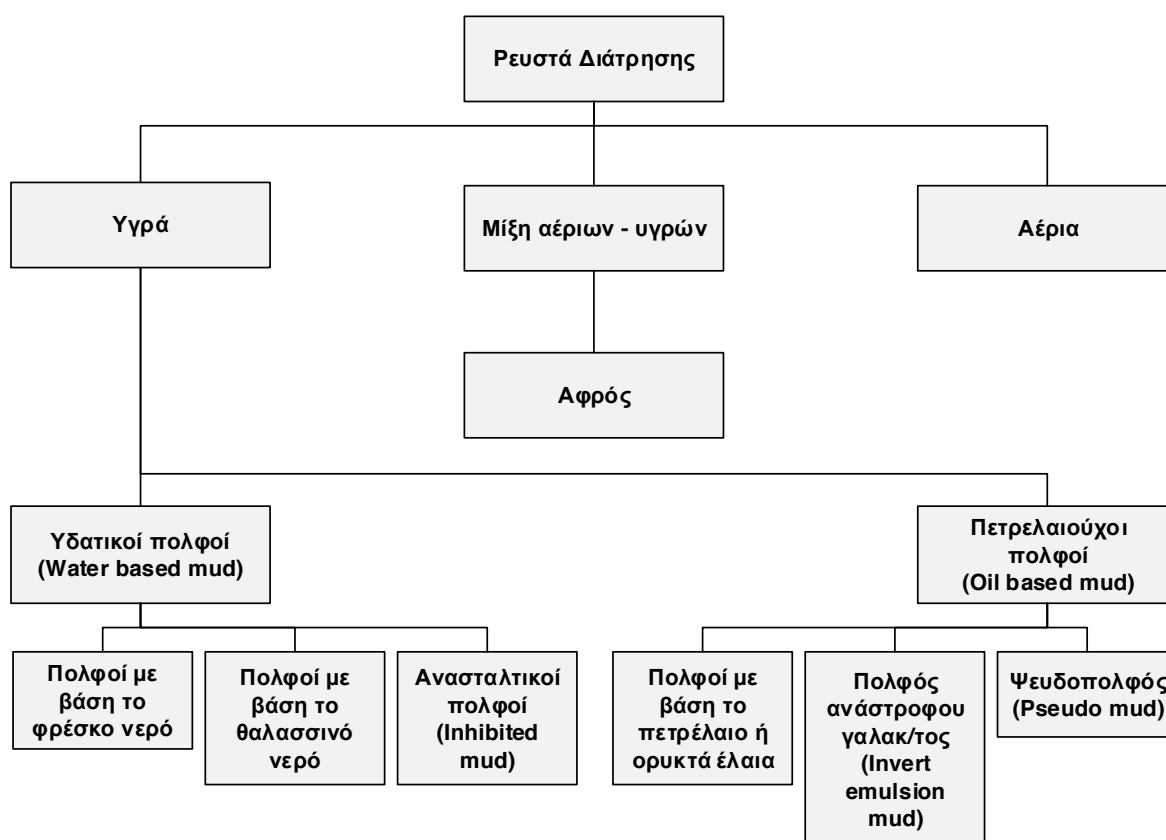 Ρευστά Διάτρησης
Υγρά
Μίξη αέριων - υγρών
Αέρια
Αφρός
Υδατικοί πολφοί
(Water based mud)
Πετρελαιούχοι
πολφοί
(Oil based mud)
Πολφοί με
βάση το
φρέσκο νερό
Πολφοί με
βάση το
θαλασσινό
νερό
Ανασταλτικοί
πολφοί
(Inhibited
mud)
Πολφοί με
βάση το
πετρέλαιο ή
ορυκτά έλαια
Πολφός
ανάστροφου
γαλακ/τος
(Invert
emulsion
mud)
Ψευδοπολφός
(Pseudo mud)